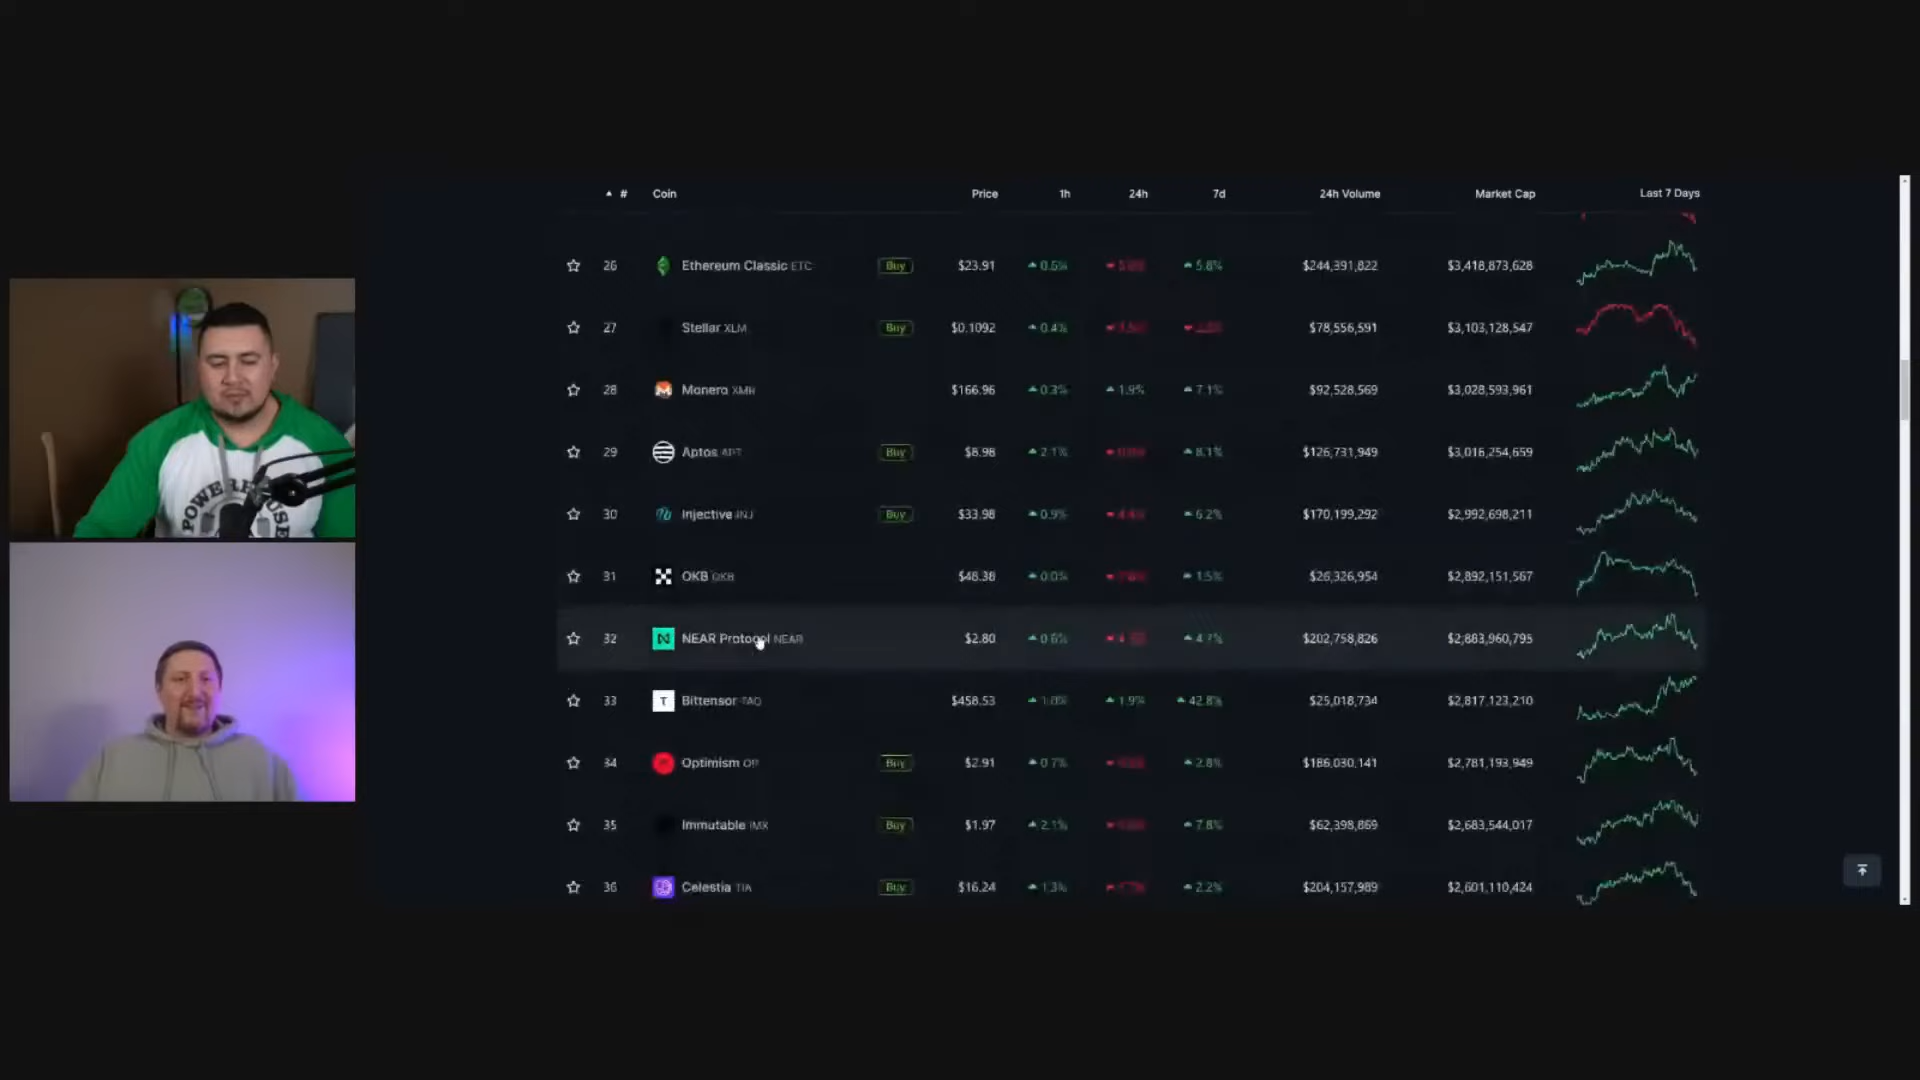 # Coin Price 1h 24h 7d 24h Volume Market Cap Last 7 Days
26 Ethereum Classic ETC Buy $23.91 0.6% 5.8% $244,391,822 $3,418,873,628
27 Stellar XLM Buy $0.1092 0.4% $78,556,591 $3,103,128,547
28 Monero XMR $166.96 0.3% 1.9% 7.1% $92,528,569 $3,028,593,961
29 Aptos APT Buy $8.98 2.1% 8.1% $126,731,949 $3,016,254,659
30 Injective INJ Buy $33.98 0.9% 4.4% 6.2% $170,199,292 $2,992,698,211
31 OKB OKB $48.38 0.0% 1.5% $26,326,954 $2,892,151,567
32 NEAR Protocol NEAR $2.80 0.6% 4.7% $202,758,826 $2,883,960,795
33 Bittensor TAO $458.53 1.0% 1.9% 42.8% $25,018,734 $2,817,123,210
34 Optimism OP Buy $2.91 0.7% 2.8% $186,030,141 $2,781,193,949
35 Immutable IMX Buy $1.97 2.1% 7.8% $62,398,869 $2,683,544,017
36 Celestia TIA Buy $16.24 1.3% 2.2% $204,157,989 $2,601,110,424
POWERHOUSE